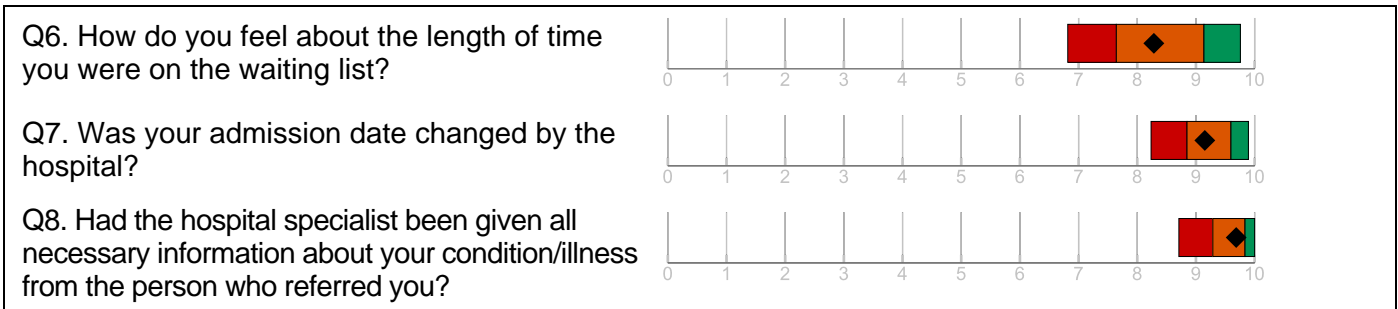 Q6. How do you feel about the length of time
you were on the waiting list?
0 1 2 3 4 5 6 7 8 9 10
Q7. Was your admission date changed by the
hospital?
0 1 2 3 4 5 6 7 8 9 10
Q8. Had the hospital specialist been given all
necessary information about your condition/illness
from the person who referred you?
0 1 2 3 4 5 6 7 8 9 10